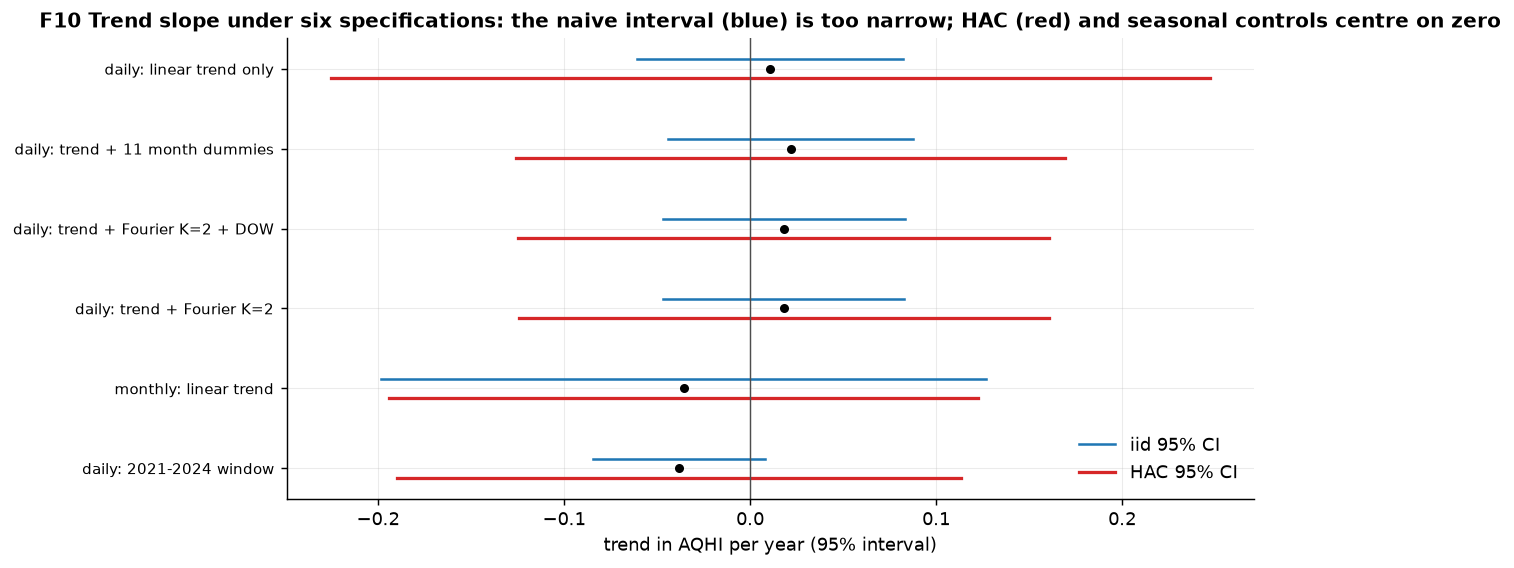 F10 Trend slope under six specifications: the naive interval (blue) is too narrow; HAC (red) and seasonal controls centre on zero
daily: linear trend only
daily: trend + 11 month dummies
daily: trend + Fourier K=2 + DOW
daily: trend + Fourier K=2
monthly: linear trend
daily: 2021-2024 window
iid 95% CI
HAC 95% CI
−0.2 −0.1 0.0 0.1 0.2
trend in AQHI per year (95% interval)